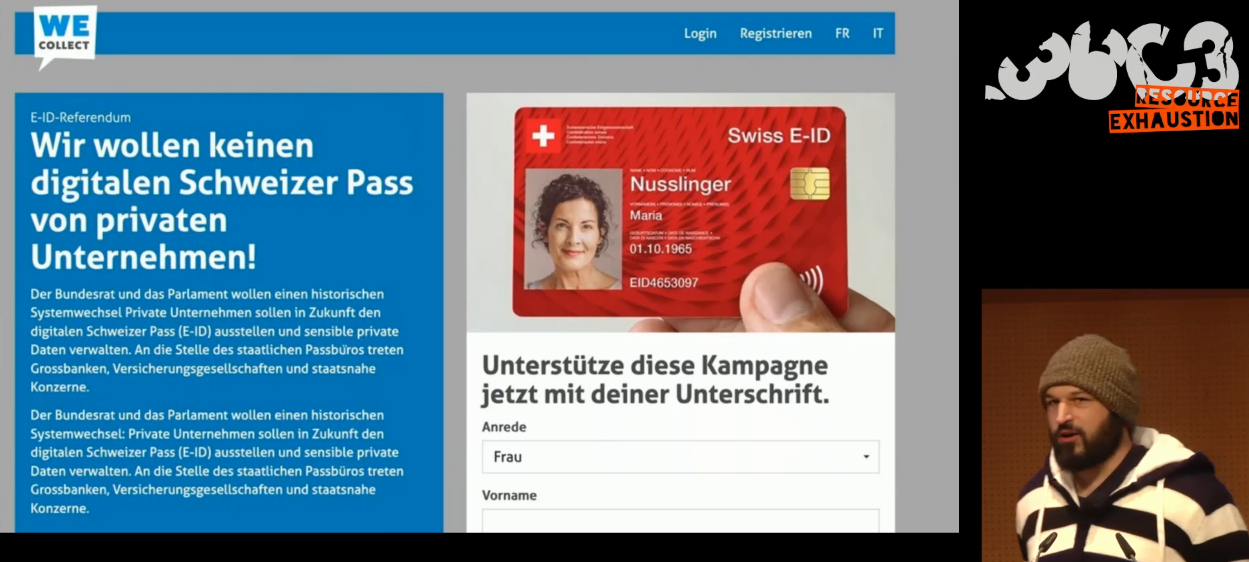 WE
COLLECT
Login Registrieren FR IT
E-ID-Referendum
Wir wollen keinen
digitalen Schweizer Pass
von privaten
Unternehmen!
Der Bundesrat und das Parlament wollen einen historischen
Systemwechsel Private Unternehmen sollen in Zukunft den
digitalen Schweizer Pass (E-ID) ausstellen und sensible private
Daten verwalten. An die Stelle des staatlichen Passbüros treten
Grossbanken, Versicherungsgesellschaften und staatsnahe
Konzerne.
Der Bundesrat und das Parlament wollen einen historischen
Systemwechsel: Private Unternehmen sollen in Zukunft den
digitalen Schweizer Pass (E-ID) ausstellen und sensible private
Daten verwalten. An die Stelle des staatlichen Passbüros treten
Grossbanken, Versicherungsgesellschaften und staatsnahe
Konzerne.
Swiss E-ID
Nusslinger
Maria
01.10.1965
EID4653097
Unterstütze diese Kampagne
jetzt mit deiner Unterschrift.
Anrede
Frau
Vorname
36C3
RESOURCE
EXHAUSTION